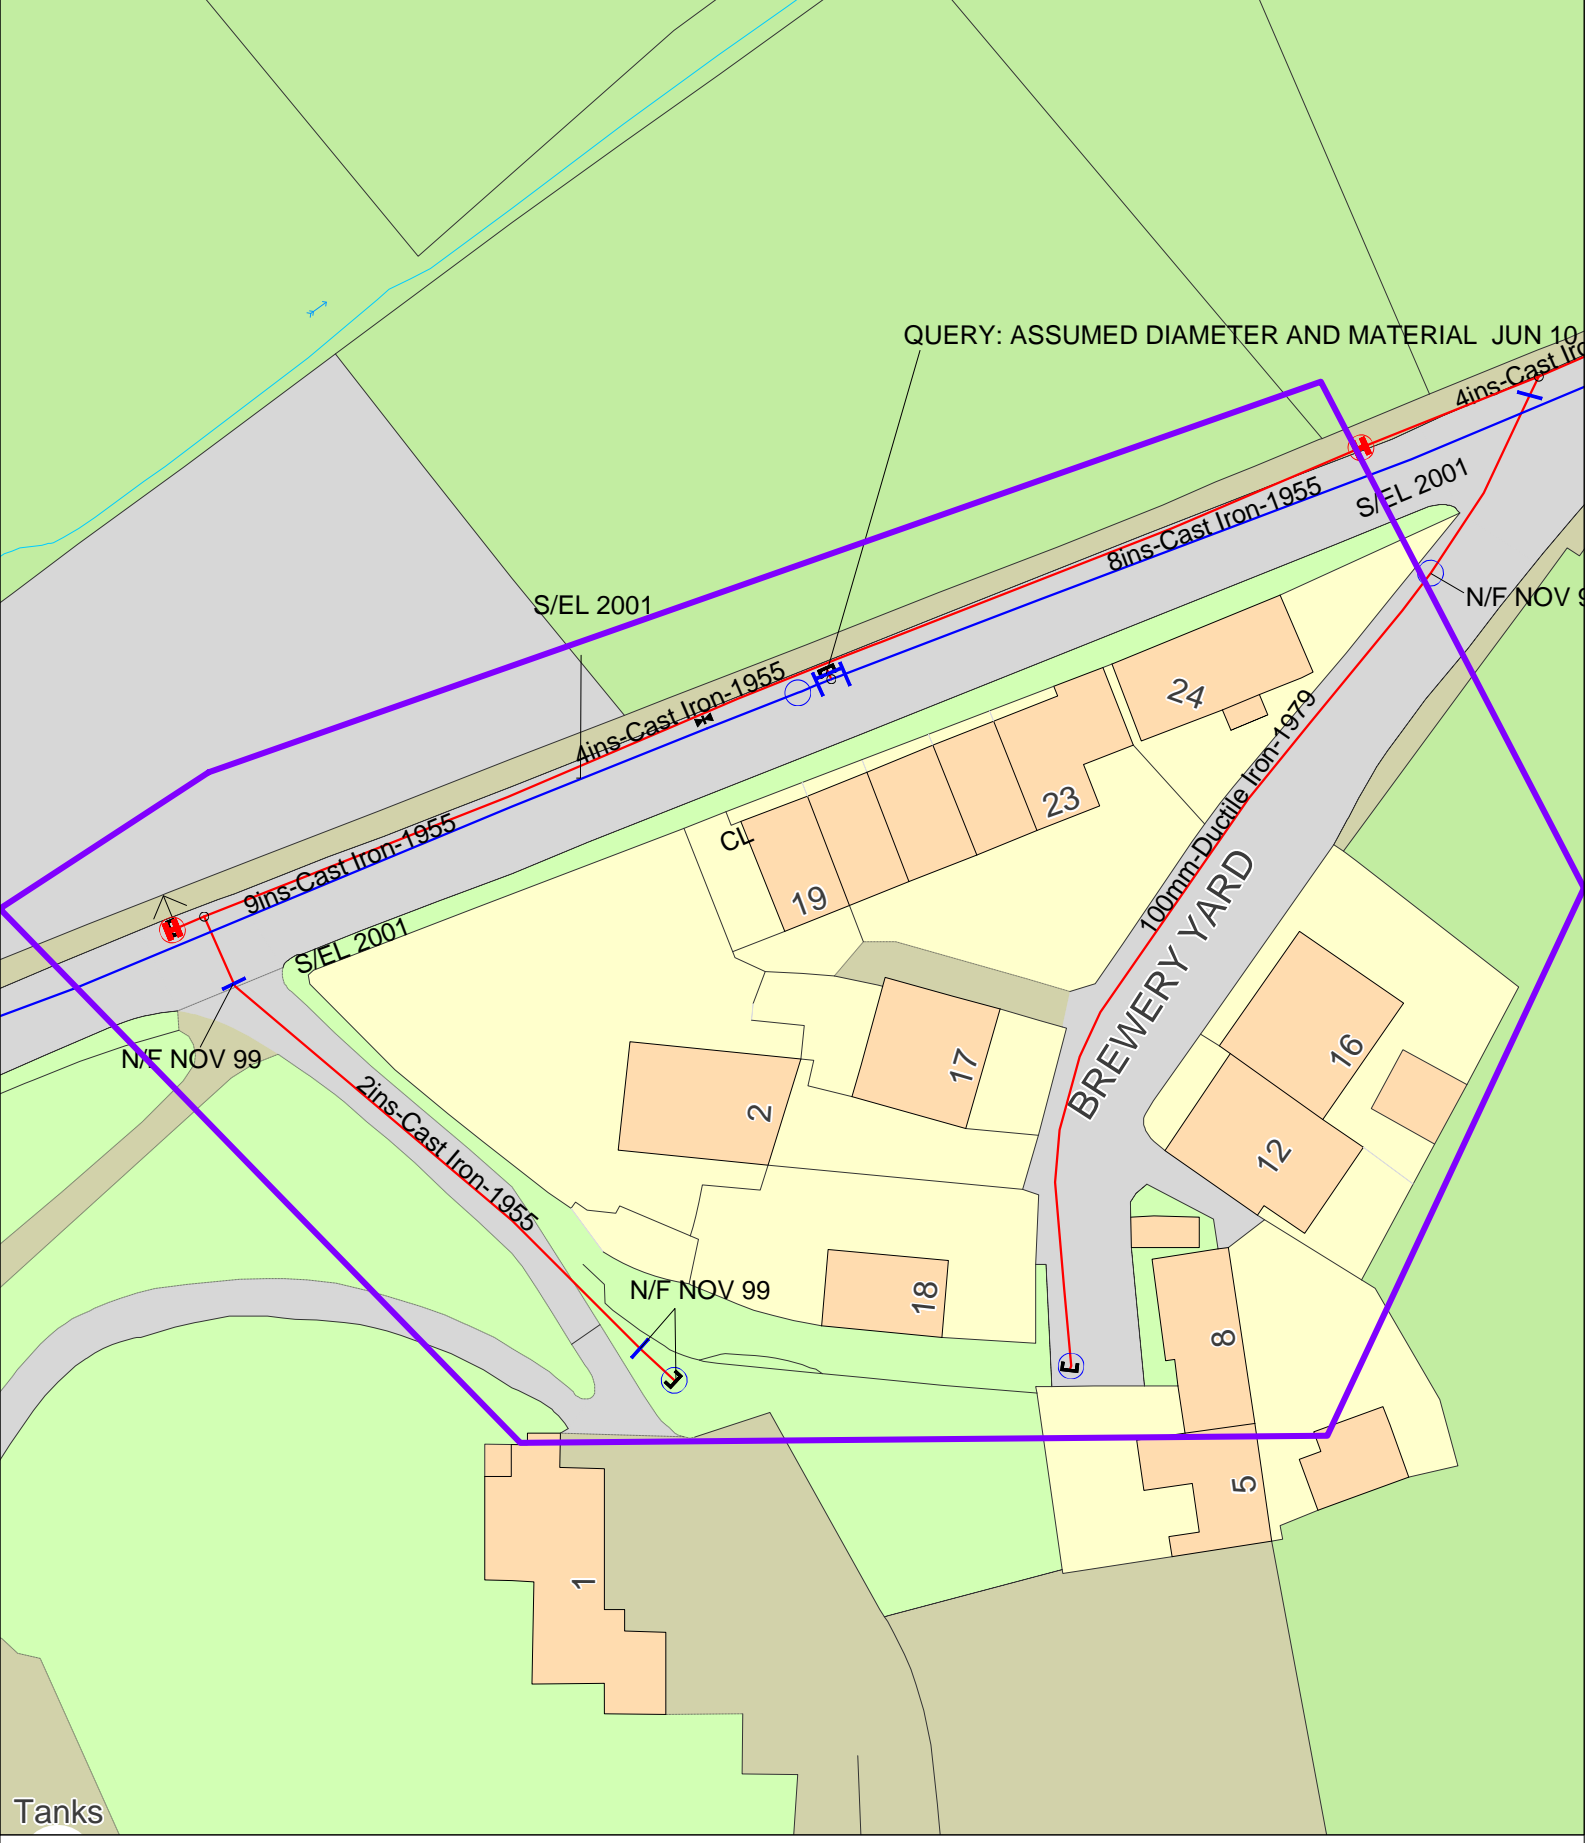 QUERY: ASSUMED DIAMETER AND MATERIAL JUN 10
4ins-Cast
S/EL 2001
8ins-Cast Iron-1955
N/F NOV
S/EL 2001
4ins-Cast Iron-1955
24
23
CL
19
100mm-Ductile Iron-1979
9ins-Cast Iron-1955
S/EL 2001
BREWERY YARD
N/F NOV 99
2ins-Cast Iron-1955
2
17
16
12
N/F NOV 99
18
8
5
1
Tanks